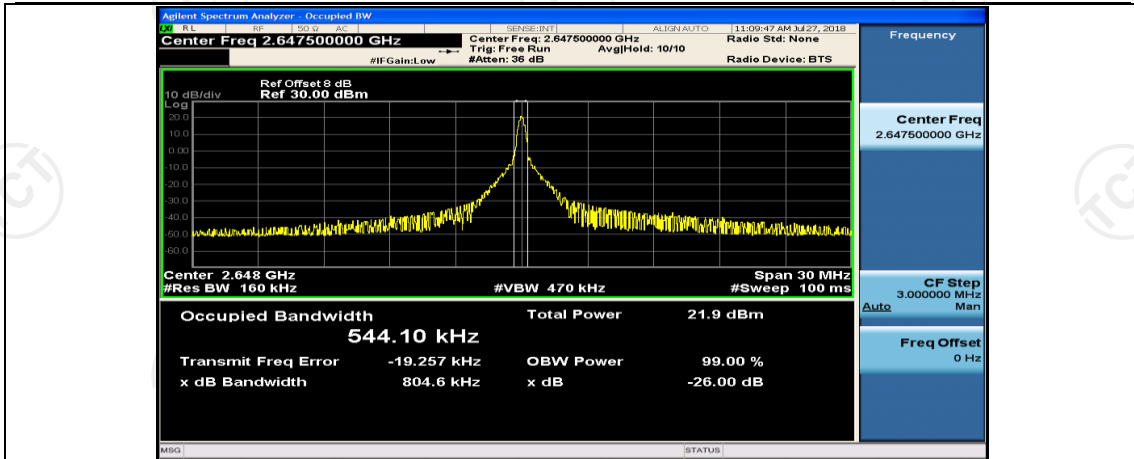 Agilent Spectrum Analyzer - Occupied BW
LXI RL RF 50 Ω AC SENSE:INT ALIGN AUTO 11:09:47 AM Jul 27, 2018
Center Freq 2.647500000 GHz
Center Freq: 2.647500000 GHz
Radio Std: None
Trig: Free Run Avg|Hold: 10/10
#IFGain:Low
#Atten: 36 dB
Radio Device: BTS
Ref Offset 8 dB
10 dB/div Ref 30.00 dBm
Log
20.0
10.0
0.00
-10.0
-20.0
-30.0
-40.0
-50.0
-60.0
Center 2.648 GHz Span 30 MHz
#Res BW 160 kHz #VBW 470 kHz #Sweep 100 ms
Occupied Bandwidth Total Power 21.9 dBm
544.10 kHz
Transmit Freq Error -19.257 kHz OBW Power 99.00 %
x dB Bandwidth 804.6 kHz x dB -26.00 dB
MSG STATUS
Frequency
Center Freq
2.647500000 GHz
CF Step
3.000000 MHz
Auto Man
Freq Offset
0 Hz
TCT
TCT